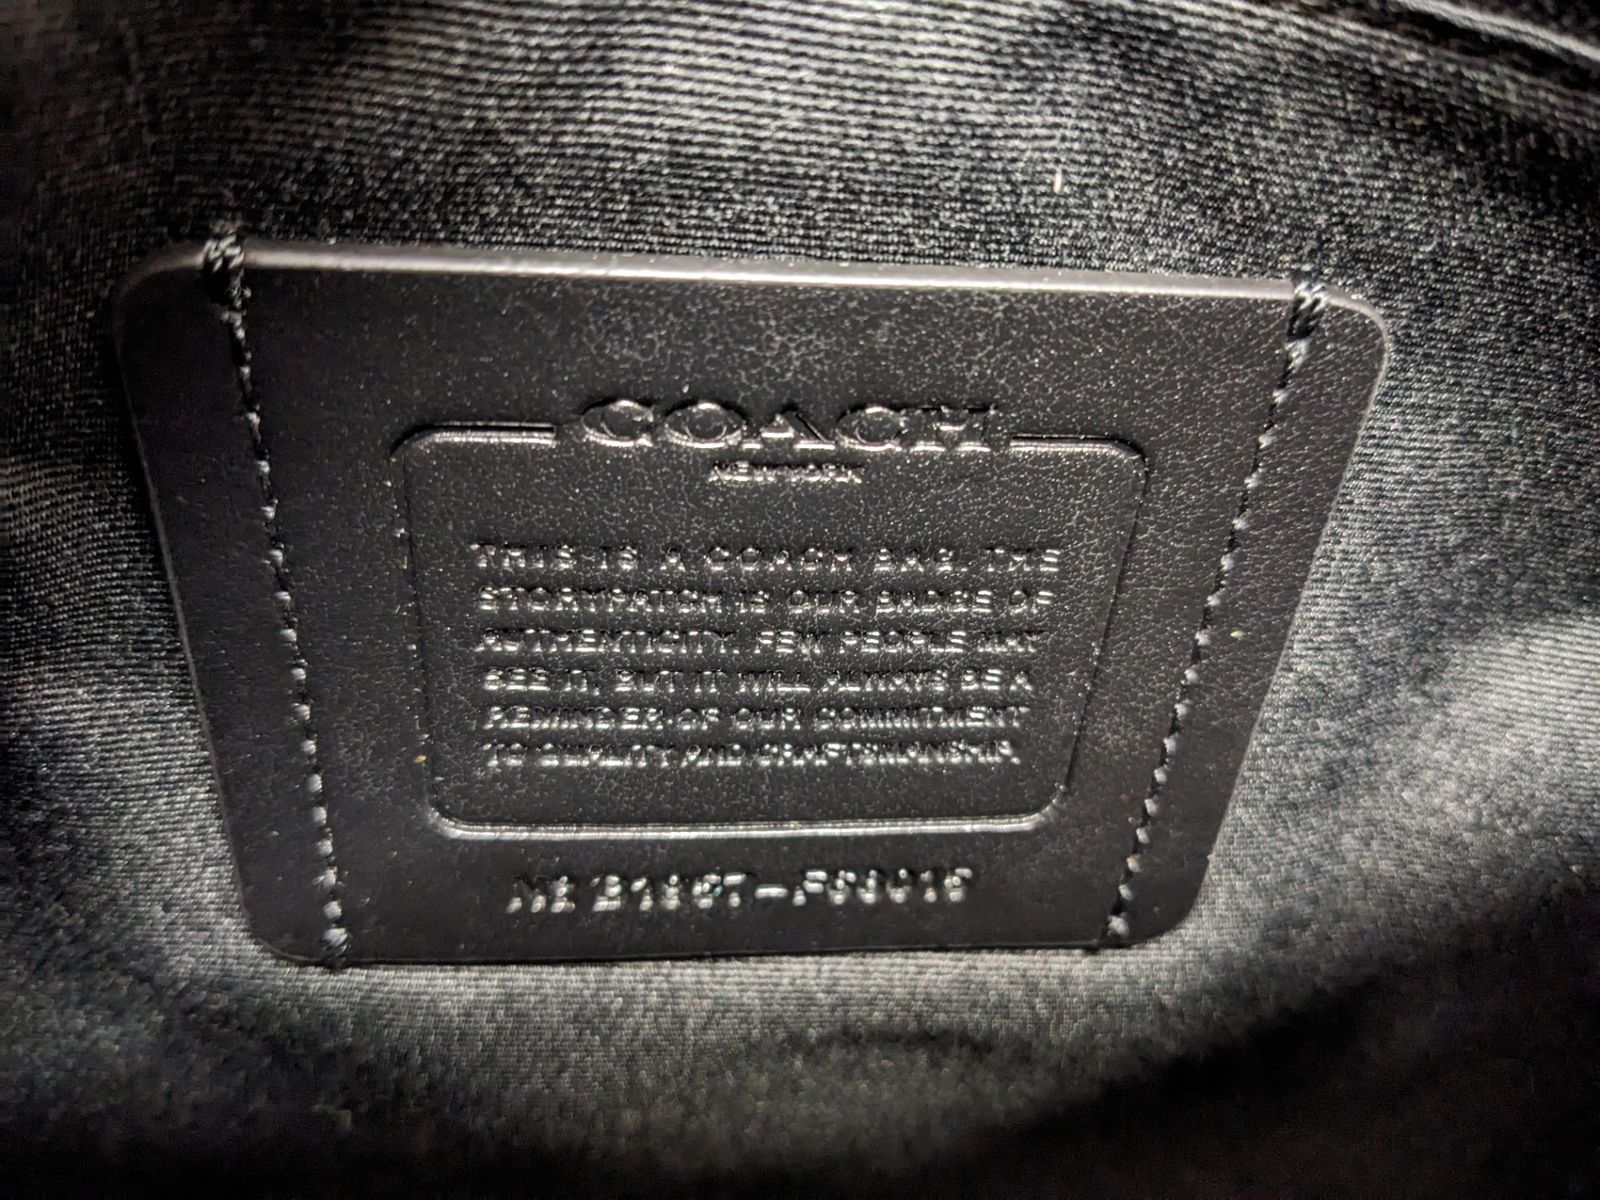 COACH
NEW YORK
THIS IS A COACH BAG. THE
STORYPATCH IS OUR BADGE OF
AUTHENTICITY. FEW PEOPLE MAY
SEE IT, BUT IT WILL ALWAYS BE A
REMINDER OF OUR COMMITMENT
TO QUALITY AND CRAFTSMANSHIP.